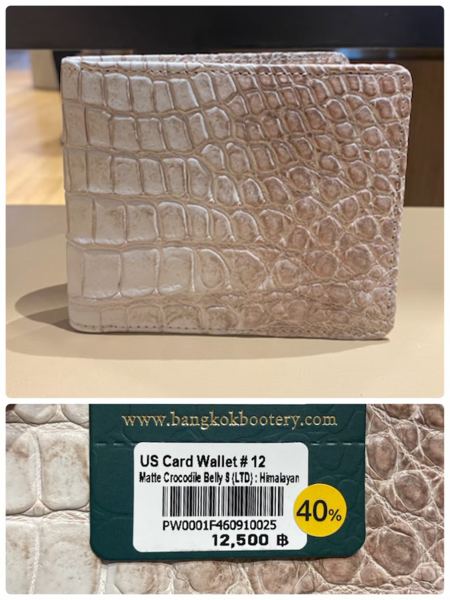 www.bangkokbootery.com
US Card Wallet # 12
Matte Crocodile Belly $ (LTD) : Himalayan
PW0001F460910025
40%
12,500 ฿